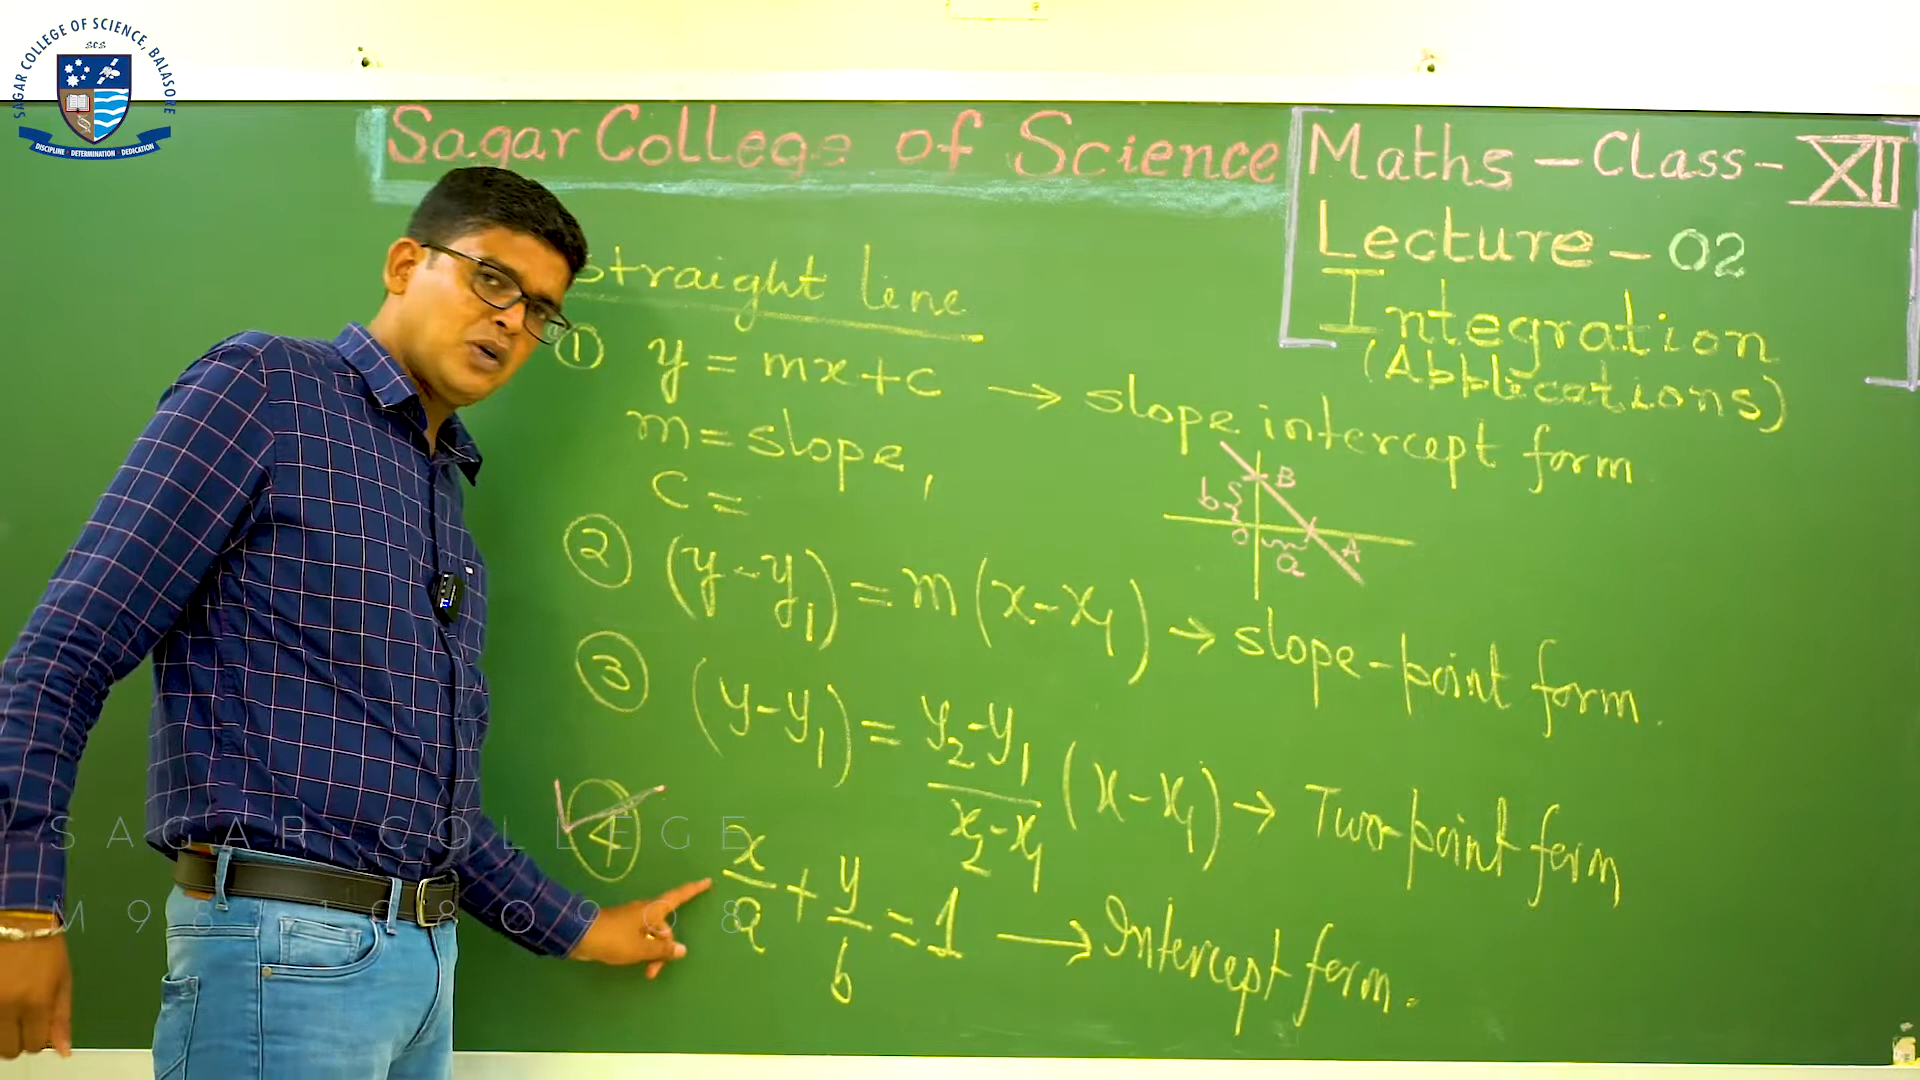 SAGAR COLLEGE OF SCIENCE, BALASORE
SCS
DISCIPLINE DETERMINATION DEDICATION
Sagar College of Science
Maths - Class - XII
Lecture - 02
Integration
(Applications)
Straight line
① y = mx + c → slope intercept form
m = slope,
c =
B
b
O
a
A
② (y - y₁) = m (x - x₁) → slope-point form.
③ (y - y₁) = y₂ - y₁ / x₂ - x₁ (x - x₁) → Two-point form
④ x/a + y/b = 1 → Intercept form.
SAGAR COLLEGE